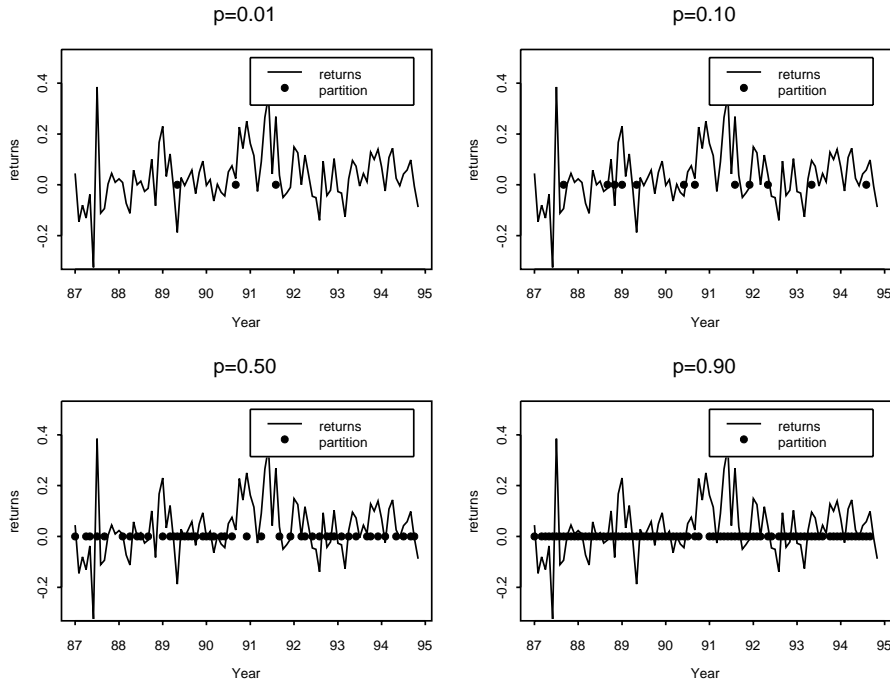 p=0.01
returns
partition
returns
0.4
0.2
0.0
-0.2
87 88 89 90 91 92 93 94 95
Year
p=0.10
returns
partition
returns
0.4
0.2
0.0
-0.2
87 88 89 90 91 92 93 94 95
Year
p=0.50
returns
partition
returns
0.4
0.2
0.0
-0.2
87 88 89 90 91 92 93 94 95
Year
p=0.90
returns
partition
returns
0.4
0.2
0.0
-0.2
87 88 89 90 91 92 93 94 95
Year